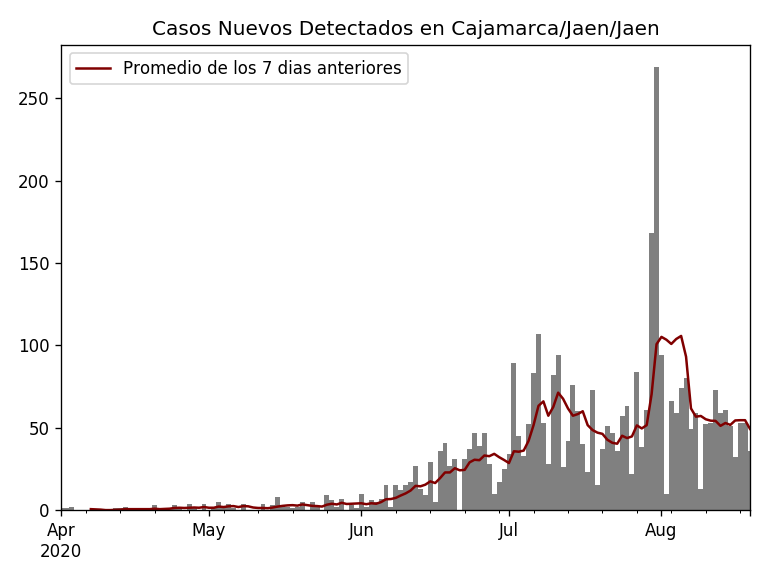 Casos Nuevos Detectados en Cajamarca/Jaen/Jaen
Promedio de los 7 dias anteriores
250
200
150
100
50
0
Apr May Jun Jul Aug
2020